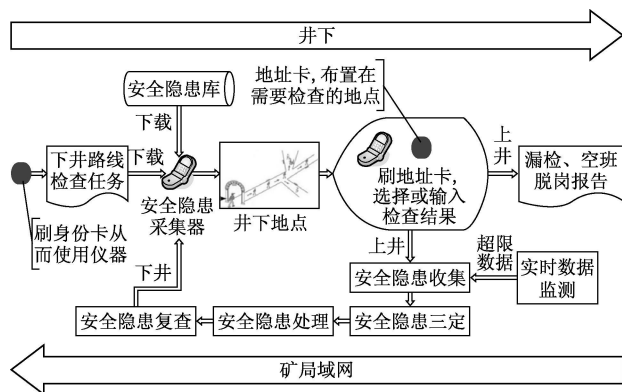 井下
安全隐患库
地址卡,布置在
需要检查的地点
下载
下井路线
检查任务
下载
安全隐患
采集器
井下地点
刷地址卡,
选择或输入
检查结果
上
井
漏检、空班
脱岗报告
刷身份卡从
而使用仪器
下井
上井
超限
数据
安全隐患收集
实时数据
监测
安全隐患复查
安全隐患处理
安全隐患三定
矿局域网